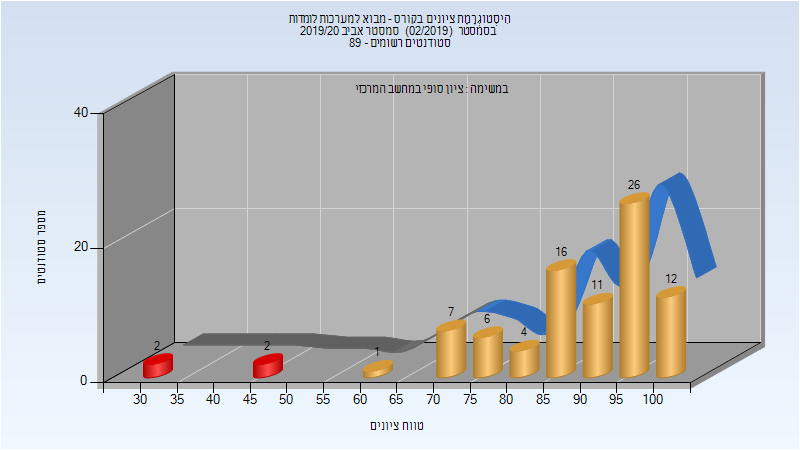 היסטוגרמת ציונים בקורס - מבוא למערכות לומדות
בסמסטר (02/2019) סמסטר אביב 2019/20
סטודנטים רשומים - 89
במשימה : ציון סופי במחשב המרכזי
40
20
0
מספר סטודנטים
2
2
1
7
6
4
16
11
26
12
30 35 40 45 50 55 60 65 70 75 80 85 90 95 100
טווח ציונים